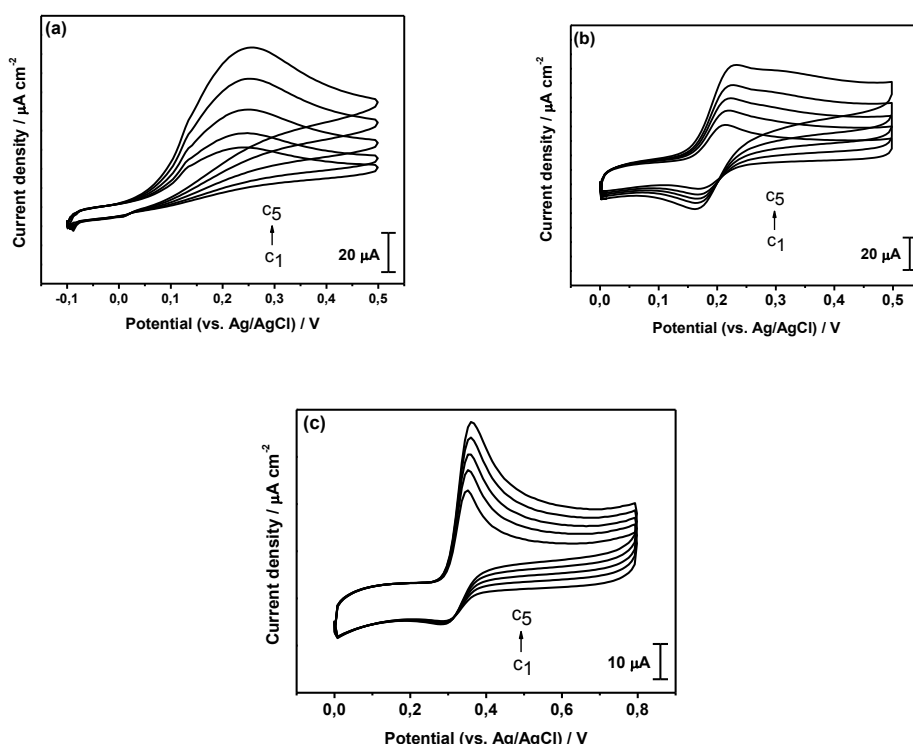 (a)
Current density / µA cm-2
c5
c1
20 µA
-0,1 0,0 0,1 0,2 0,3 0,4 0,5
Potential (vs. Ag/AgCl) / V
(b)
Current density / µA cm-2
c5
c1
20 µA
0,0 0,1 0,2 0,3 0,4 0,5
Potential (vs. Ag/AgCl) / V
(c)
Current density / µA cm-2
c5
c1
10 µA
0,0 0,2 0,4 0,6 0,8
Potential (vs. Ag/AgCl) / V